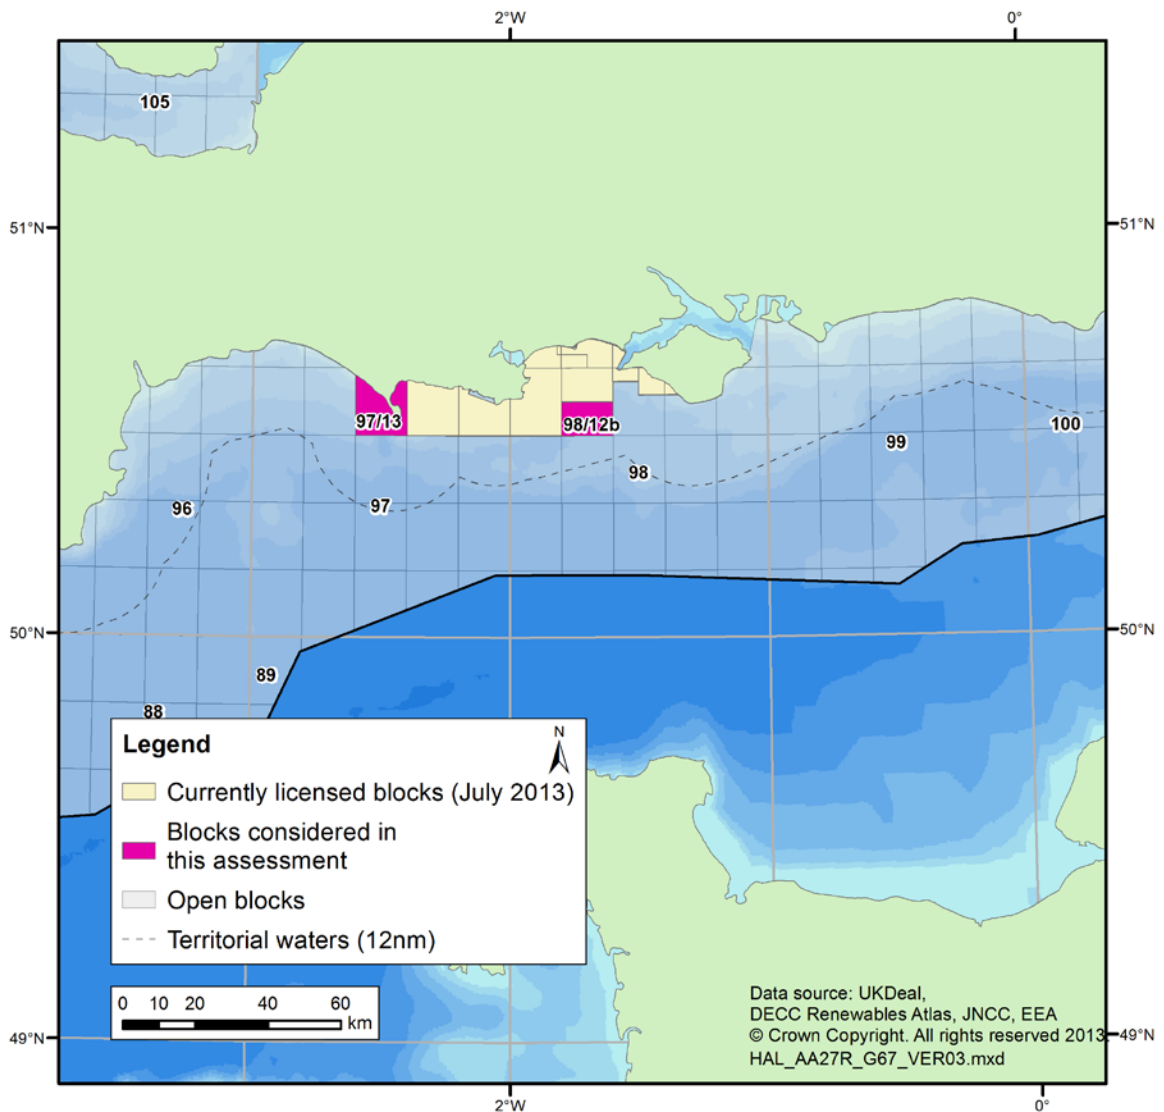 2°W 0°
105
51°N 51°N
97/13 98/12b
100
99
98
97
96
50°N 50°N
89
88
Legend
N
Currently licensed blocks (July 2013)
Blocks considered in
this assessment
Open blocks
Territorial waters (12nm)
0 10 20 40 60
km
Data source: UKDeal,
DECC Renewables Atlas, JNCC, EEA
© Crown Copyright. All rights reserved 2013.
HAL_AA27R_G67_VER03.mxd
49°N 49°N
2°W 0°